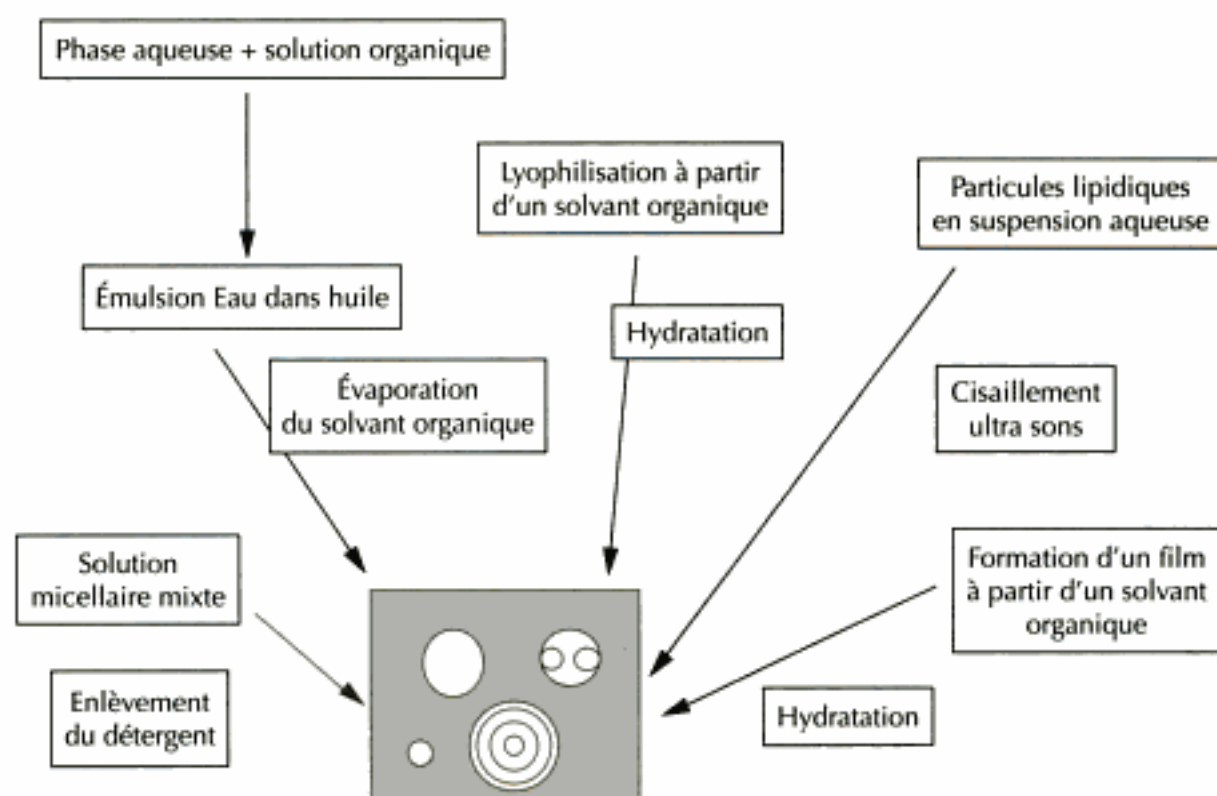 Phase aqueuse + solution organique
Lyophilisation à partir
d'un solvant organique
Particules lipidiques
en suspension aqueuse
Émulsion Eau dans huile
Hydratation
Évaporation
du solvant organique
Cisaillement
ultra sons
Solution
micellaire mixte
Formation d'un film
à partir d'un solvant
organique
Enlèvement
du détergent
Hydratation